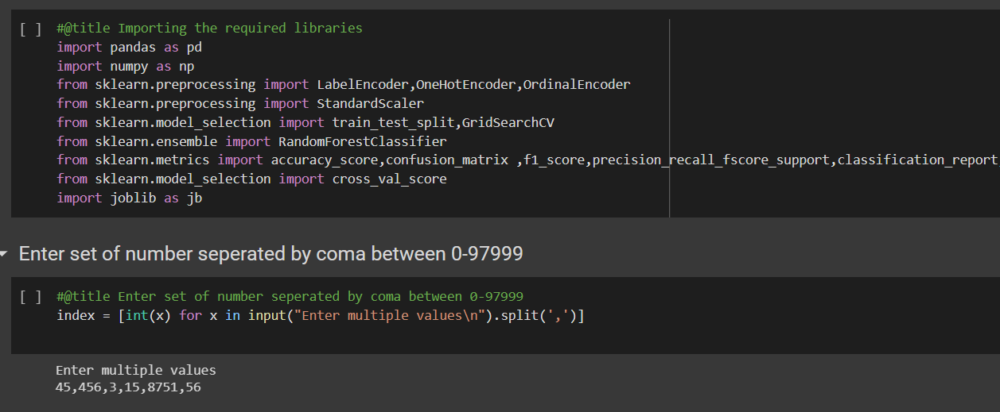 [ ] #@title Importing the required libraries
import pandas as pd
import numpy as np
from sklearn.preprocessing import LabelEncoder,OneHotEncoder,OrdinalEncoder
from sklearn.preprocessing import StandardScaler
from sklearn.model_selection import train_test_split,GridSearchCV
from sklearn.ensemble import RandomForestClassifier
from sklearn.metrics import accuracy_score,confusion_matrix ,f1_score,precision_recall_fscore_support,classification_report
from sklearn.model_selection import cross_val_score
import joblib as jb
Enter set of number seperated by coma between 0-97999
[ ] #@title Enter set of number seperated by coma between 0-97999
index = [int(x) for x in input("Enter multiple values\n").split(',')]
Enter multiple values
45,456,3,15,8751,56